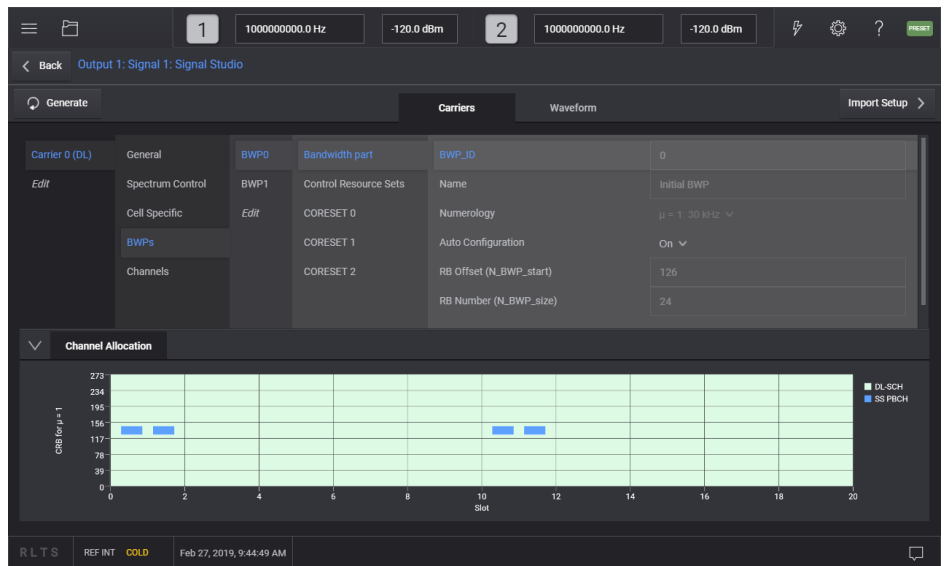 1 1000000000.0 Hz -120.0 dBm 2 1000000000.0 Hz -120.0 dBm ? PRESET
Back Output 1: Signal 1: Signal Studio
Generate Carriers Waveform Import Setup
Carrier 0 (DL) General BWP0 Bandwidth part BWP_ID 0
Edit Spectrum Control BWP1 Control Resource Sets Name Initial BWP
Cell Specific Edit CORESET 0 Numerology μ = 1: 30 kHz
BWPs CORESET 1 Auto Configuration On
Channels CORESET 2 RB Offset (N_BWP_start) 126
RB Number (N_BWP_size) 24
Channel Allocation
273
234
195
156
117
78
39
0
CRB for μ = 1
0 2 4 6 8 10 12 14 16 18 20
Slot
DL-SCH
SS PBCH
RLTS REF INT COLD Feb 27, 2019, 9:44:49 AM